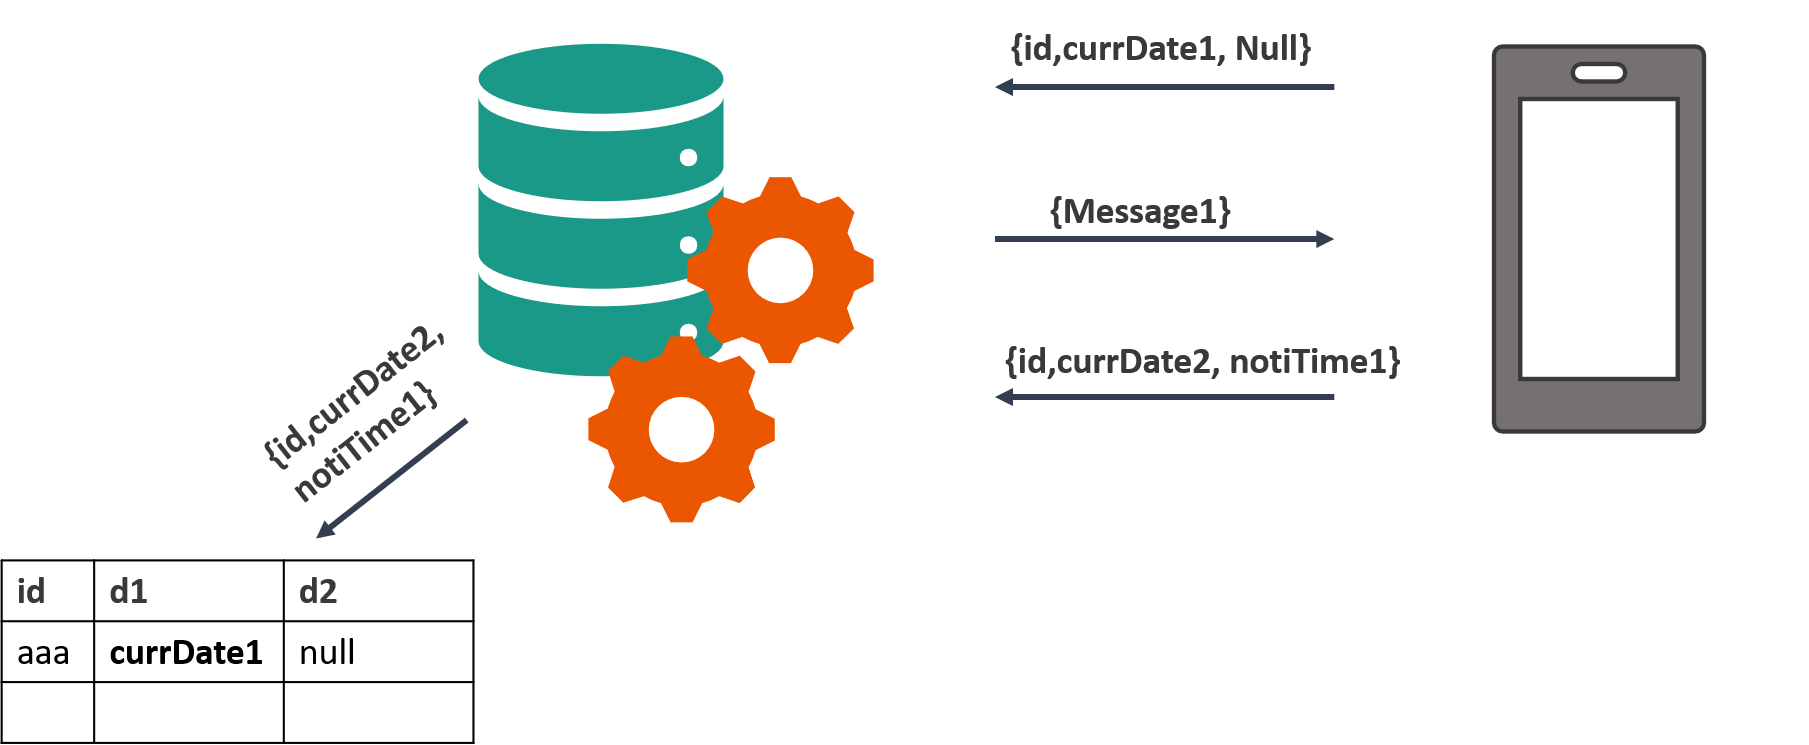 {id,currDate1, Null}
{Message1}
{id,currDate2, notiTime1}
{id,currDate2,
notiTime1}
id d1 d2
aaa currDate1 null